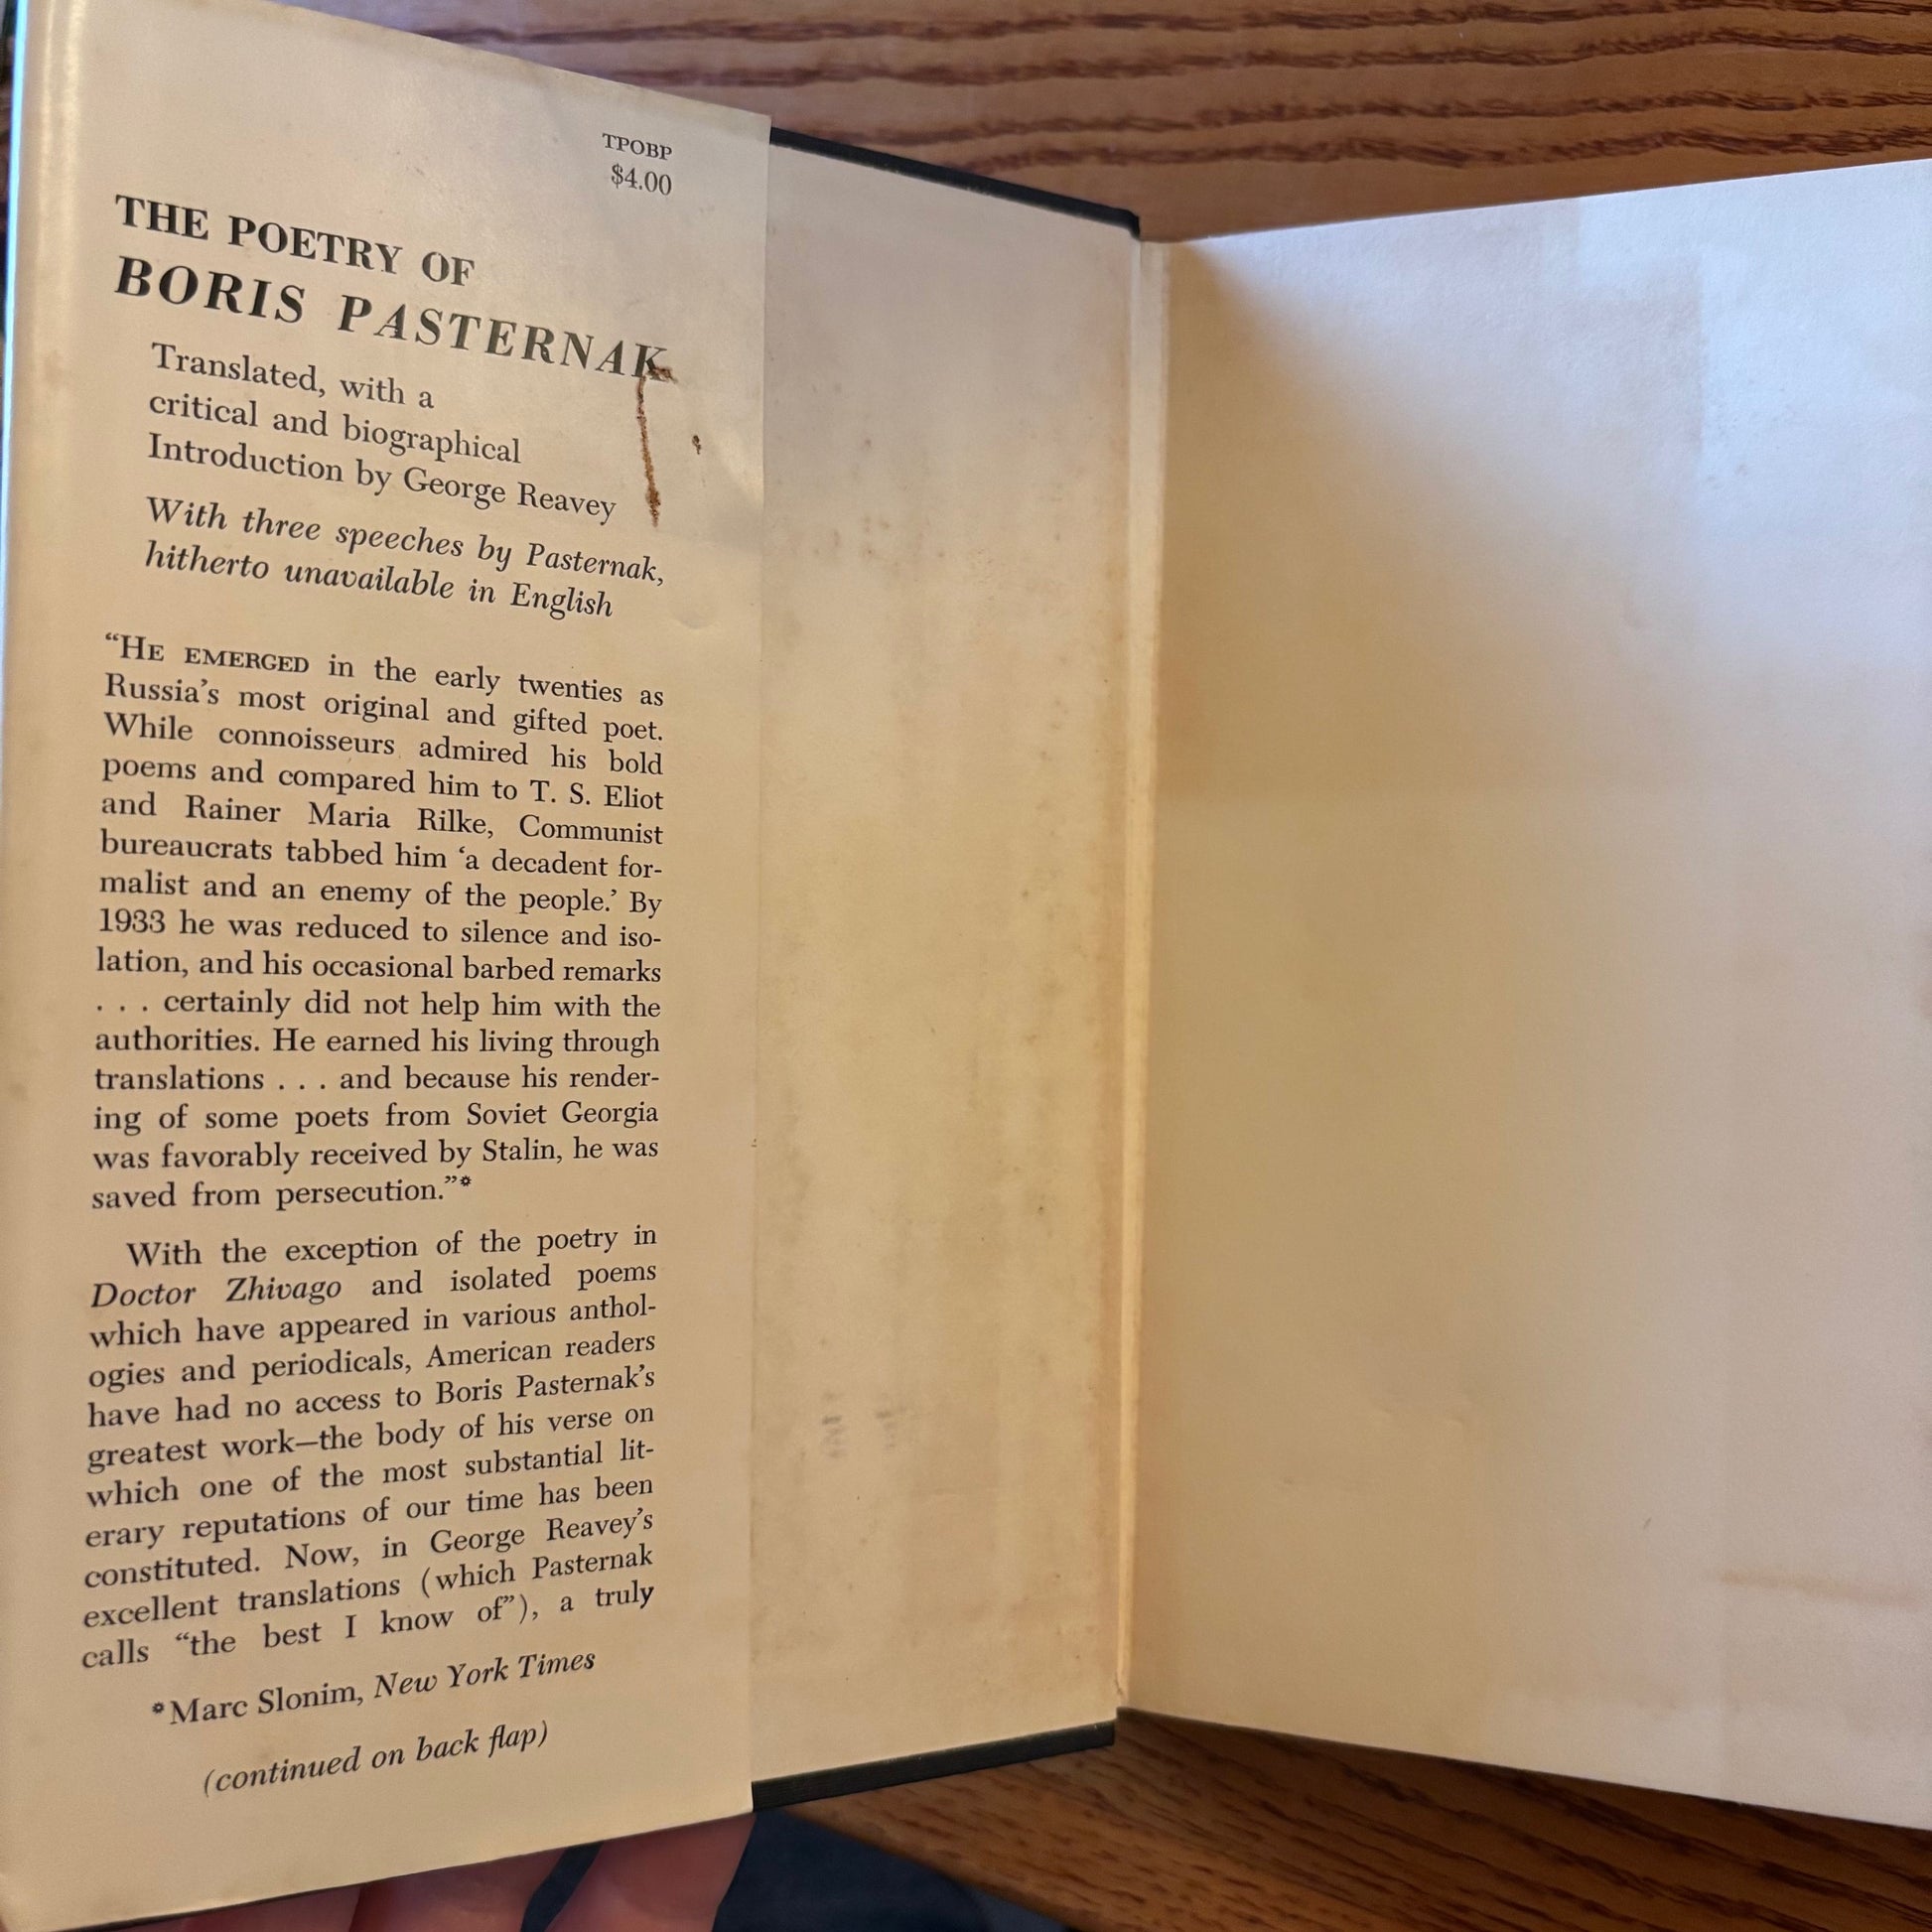 TPOBP
$4.00
THE POETRY OF
BORIS PASTERNAK
Translated, with a
critical and biographical
Introduction by George Reavey
With three speeches by Pasternak,
hitherto unavailable in English
“HE EMERGED in the early twenties as
Russia’s most original and gifted poet.
While connoisseurs admired his bold
poems and compared him to T. S. Eliot
and Rainer Maria Rilke, Communist
bureaucrats tabbed him ‘a decadent for-
malist and an enemy of the people.’ By
1933 he was reduced to silence and iso-
lation, and his occasional barbed remarks
. . . certainly did not help him with the
authorities. He earned his living through
translations . . . and because his render-
ing of some poets from Soviet Georgia
was favorably received by Stalin, he was
saved from persecution.”*
With the exception of the poetry in
Doctor Zhivago and isolated poems
which have appeared in various anthol-
ogies and periodicals, American readers
have had no access to Boris Pasternak’s
greatest work—the body of his verse on
which one of the most substantial lit-
erary reputations of our time has been
constituted. Now, in George Reavey’s
excellent translations (which Pasternak
calls “the best I know of”), a truly
*Marc Slonim, New York Times
(continued on back flap)